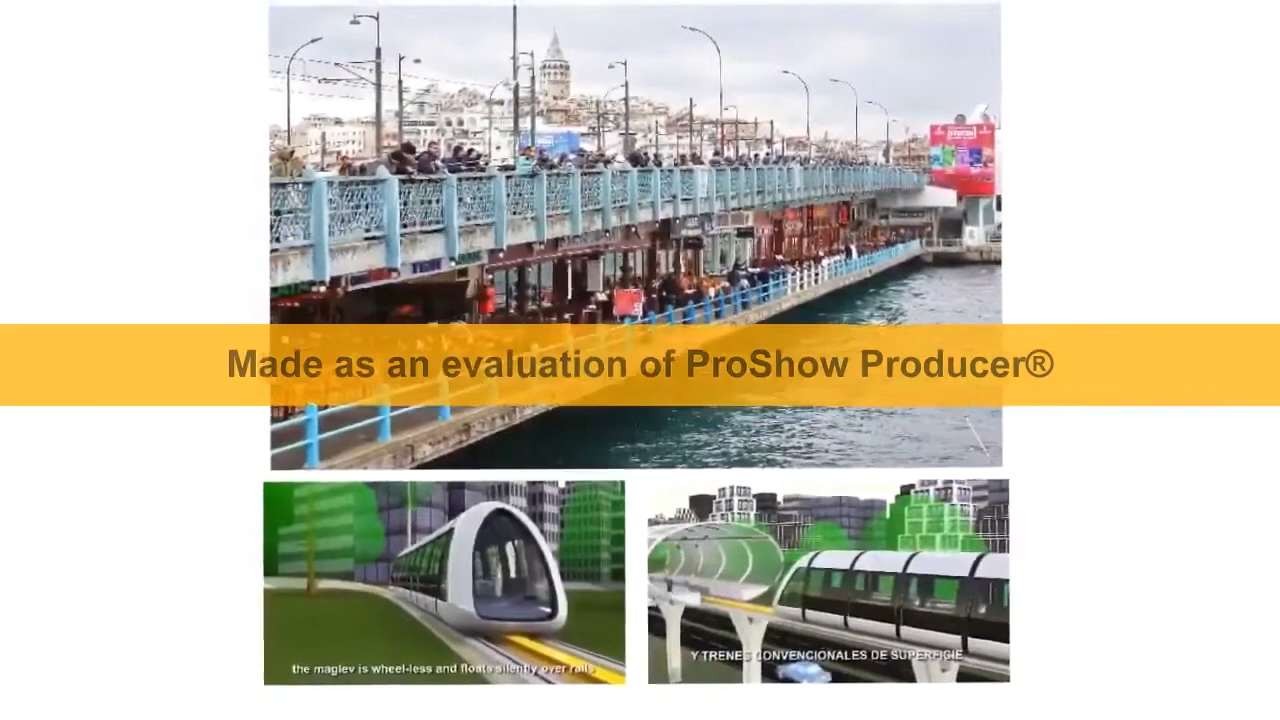 Made as an evaluation of ProShow Producer®
the maglev is wheel-less and floats silently over rails
Y TRENES CONVENCIONALES DE SUPERFICIE